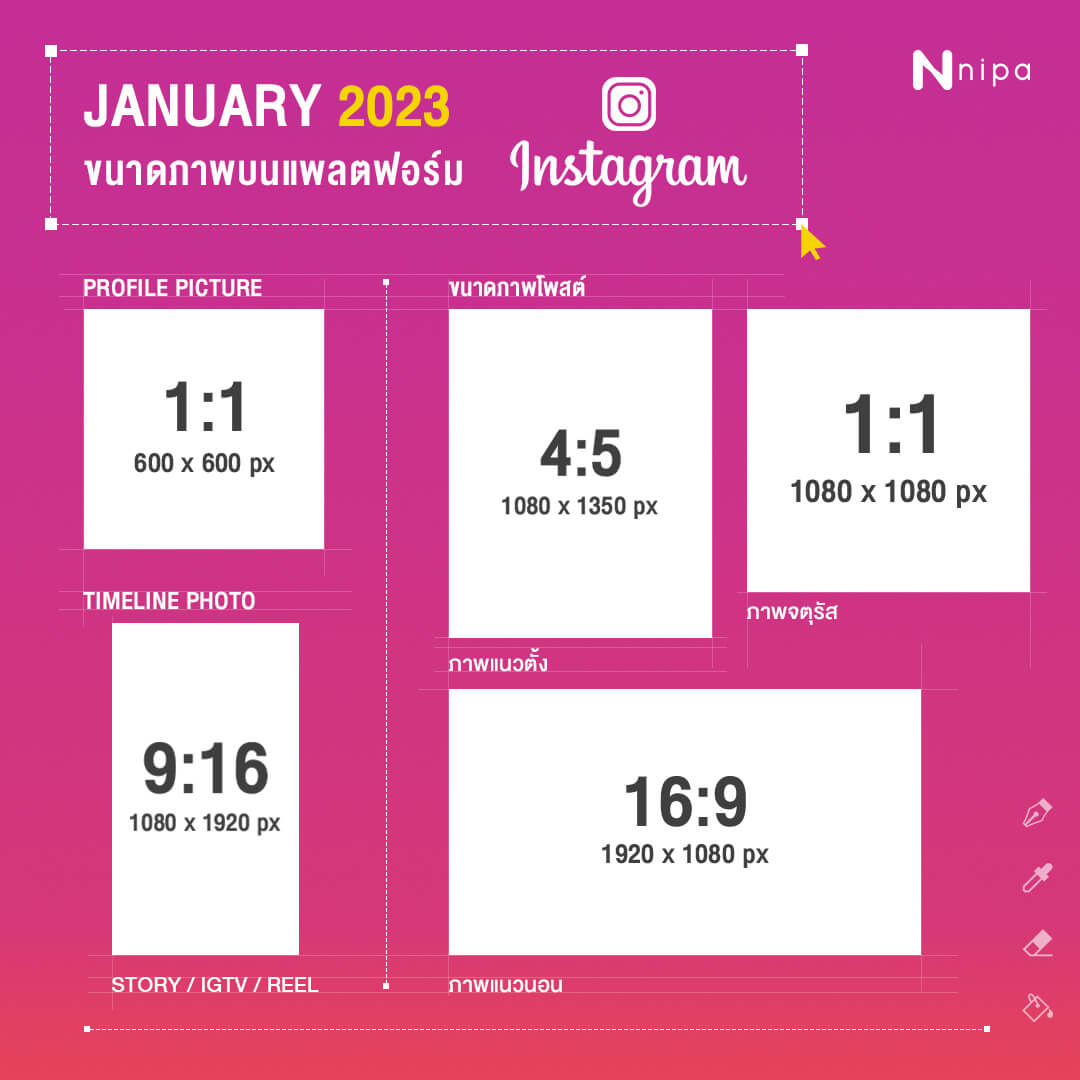 JANUARY 2023
ขนาดภาพบนแพลตฟอร์ม
Instagram
Nnipa
PROFILE PICTURE
1:1
600 x 600 px
TIMELINE PHOTO
9:16
1080 x 1920 px
STORY / IGTV / REEL
ขนาดภาพโพสต์
4:5
1080 x 1350 px
ภาพแนวตั้ง
1:1
1080 x 1080 px
ภาพจตุรัส
16:9
1920 x 1080 px
ภาพแนวนอน